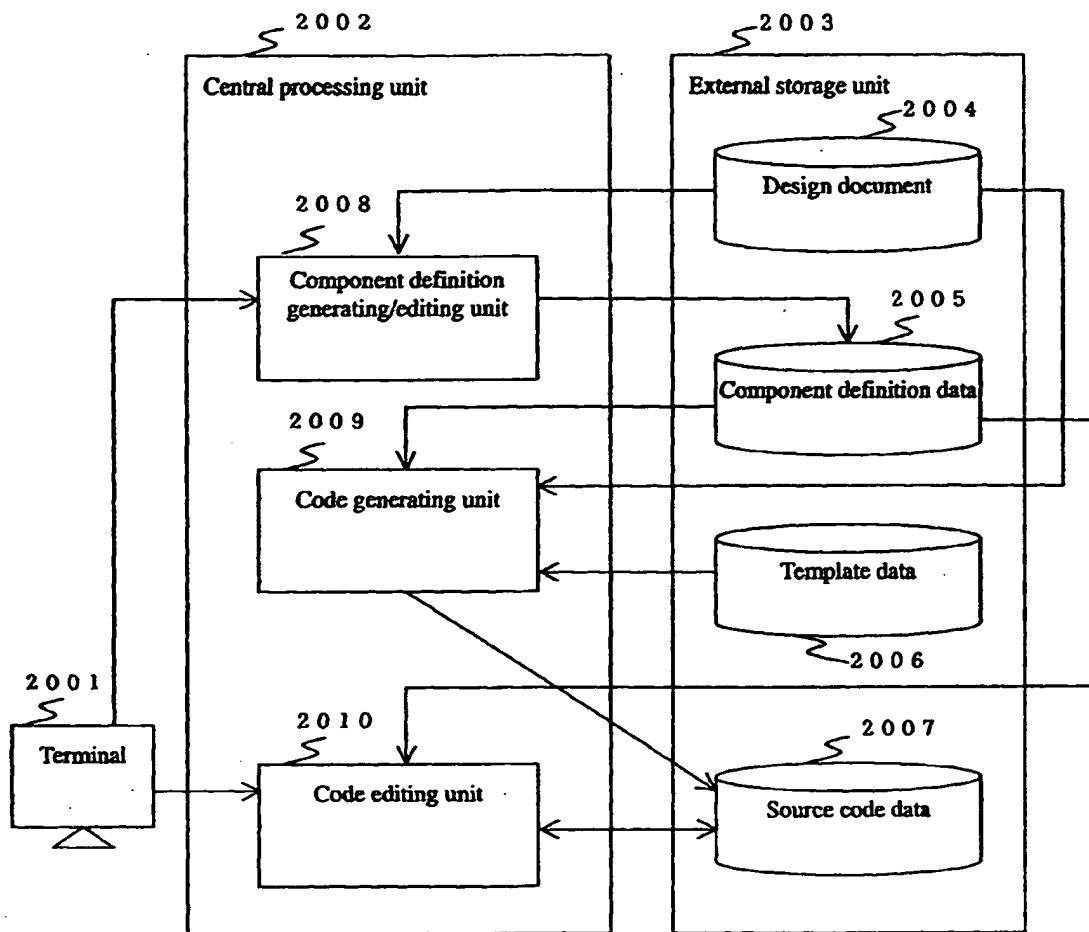 2002
2003
Central processing unit
External storage unit
2004
Design document
2008
Component definition
generating/editing unit
2005
Component definition data
2009
Code generating unit
Template data
2006
2001
Terminal
2010
Code editing unit
2007
Source code data